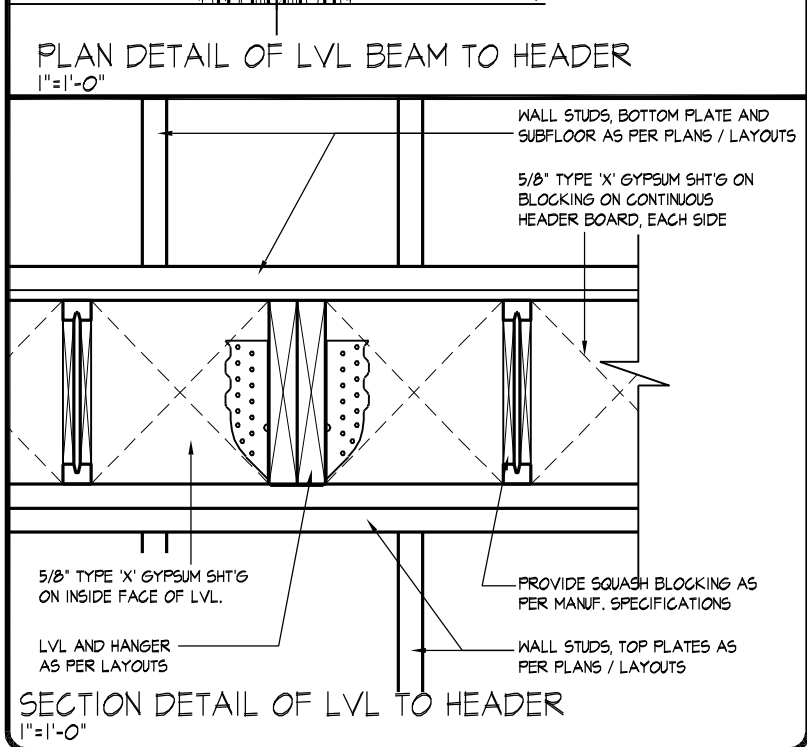 PLAN DETAIL OF LVL BEAM TO HEADER
1"=1'-0"
WALL STUDS, BOTTOM PLATE AND
SUBFLOOR AS PER PLANS / LAYOUTS
5/8" TYPE 'X' GYPSUM SHT'G ON
BLOCKING ON CONTINUOUS
HEADER BOARD, EACH SIDE
5/8" TYPE 'X' GYPSUM SHT'G
ON INSIDE FACE OF LVL.
PROVIDE SQUASH BLOCKING AS
PER MANUF. SPECIFICATIONS
LVL AND HANGER
AS PER LAYOUTS
WALL STUDS, TOP PLATES AS
PER PLANS / LAYOUTS
SECTION DETAIL OF LVL TO HEADER
1"=1'-0"